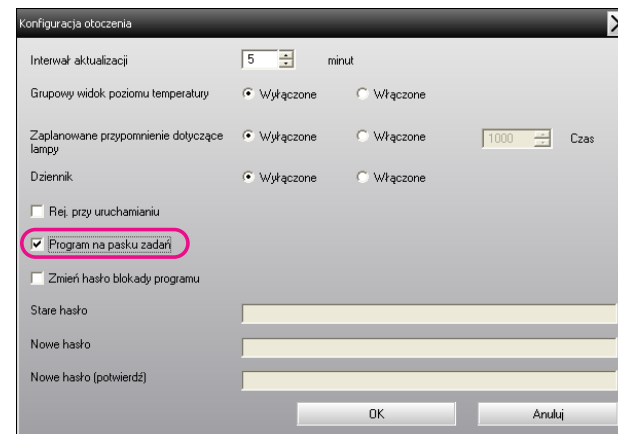 Konfiguracja otoczenia
Interwał aktualizacji 5 minut
Grupowy widok poziomu temperatury Wyłączone Włączone
Zaplanowane przypomnienie dotyczące lampy Wyłączone Włączone 1000 Czas
Dziennik Wyłączone Włączone
Rej. przy uruchamianiu
Program na pasku zadań
Zmień hasło blokady programu
Stare hasło
Nowe hasło
Nowe hasło (potwierdź)
OK Anuluj